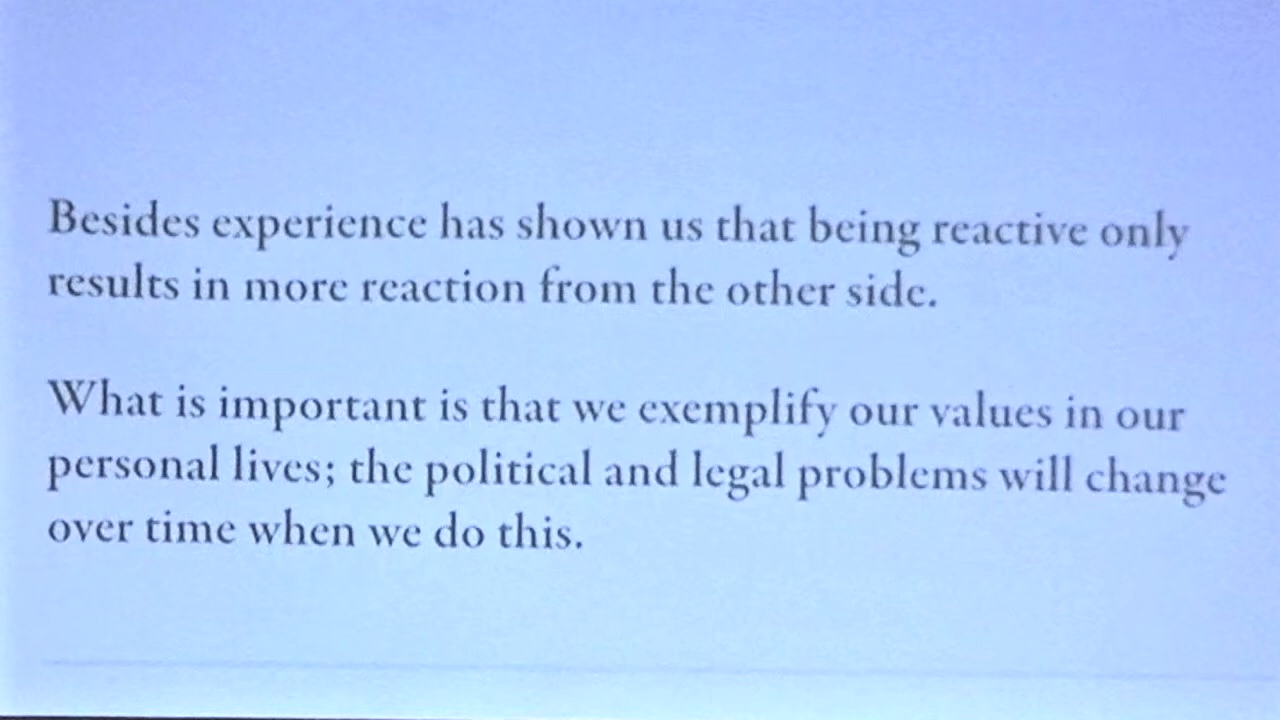 Besides experience has shown us that being reactive only
results in more reaction from the other side.
What is important is that we exemplify our values in our
personal lives; the political and legal problems will change
over time when we do this.